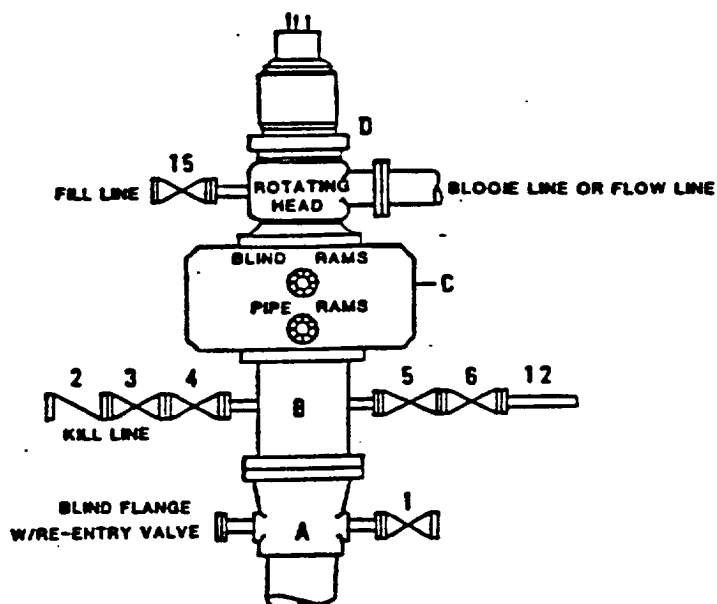 D
15
FILL LINE
ROTATING
HEAD
BLOOIE LINE OR FLOW LINE
BLIND RAMS
C
PIPE RAMS
2 3 4
5 6 12
B
KILL LINE
BLIND FLANGE
W/RE-ENTRY VALVE
A
1